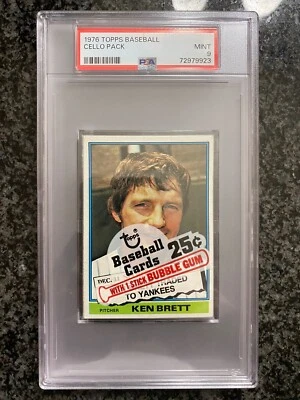 1976 TOPPS BASEBALL
CELLO PACK
MINT
9
PSA
72979923
TOPPS
Baseball
Cards 25¢
WITH 1 STICK BUBBLE GUM
DEC.
TRADED
TO YANKEES
PITCHER KEN BRETT